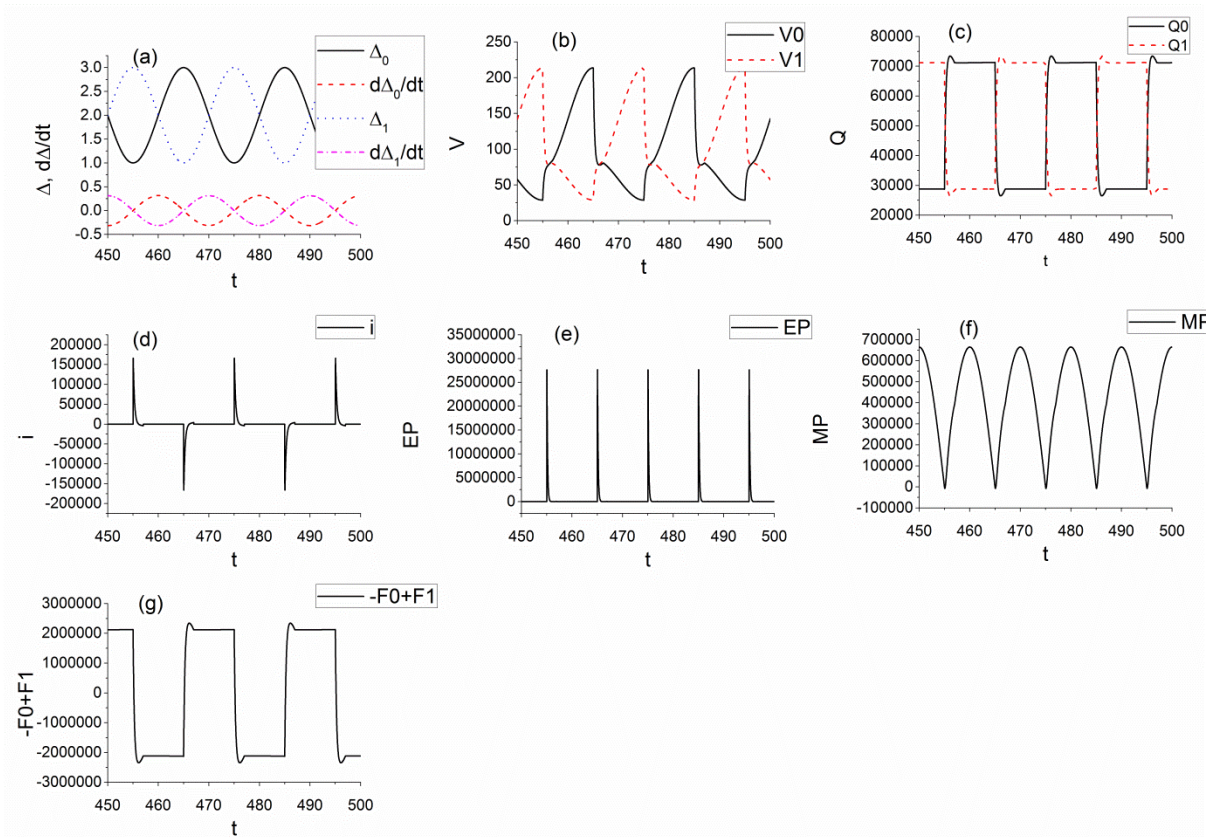 (a)
Δ0
dΔ0/dt
Δ1
dΔ1/dt
3.0
2.5
2.0
1.5
1.0
0.5
0.0
-0.5
Δ, dΔ/dt
450 460 470 480 490 500
t
(b)
V0
V1
250
200
150
100
50
0
V
450 460 470 480 490 500
t
(c)
Q0
Q1
80000
70000
60000
50000
40000
30000
20000
Q
450 460 470 480 490 500
t
(d)
i
200000
150000
100000
50000
0
-50000
-100000
-150000
-200000
i
450 460 470 480 490 500
t
(e)
EP
35000000
30000000
25000000
20000000
15000000
10000000
5000000
0
EP
450 460 470 480 490 500
t
(f)
MP
800000
700000
600000
500000
400000
300000
200000
100000
0
-100000
MP
450 460 470 480 490 500
t
(g)
-F0+F1
3000000
2000000
1000000
0
-1000000
-2000000
-3000000
-F0+F1
450 460 470 480 490 500
t